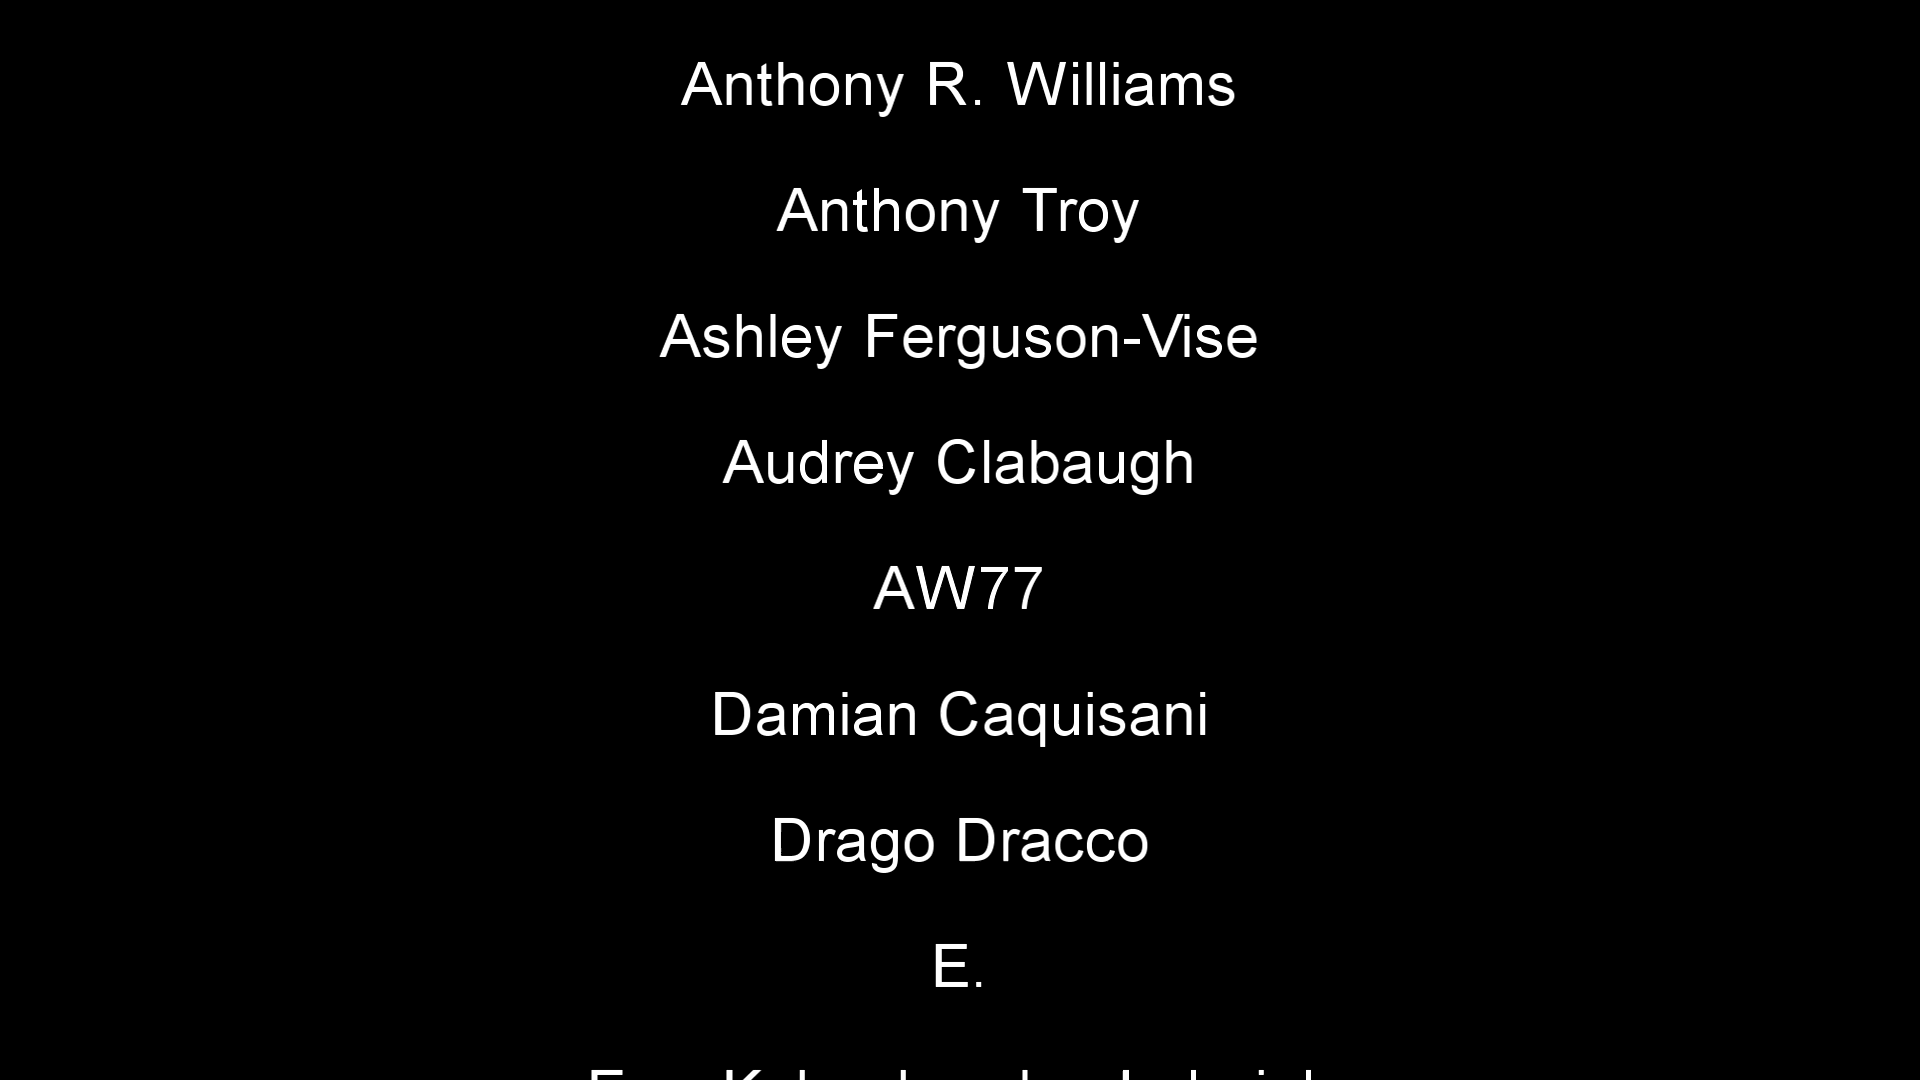 Anthony R. Williams
Anthony Troy
Ashley Ferguson-Vise
Audrey Clabaugh
AW77
Damian Caquisani
Drago Dracco
E.